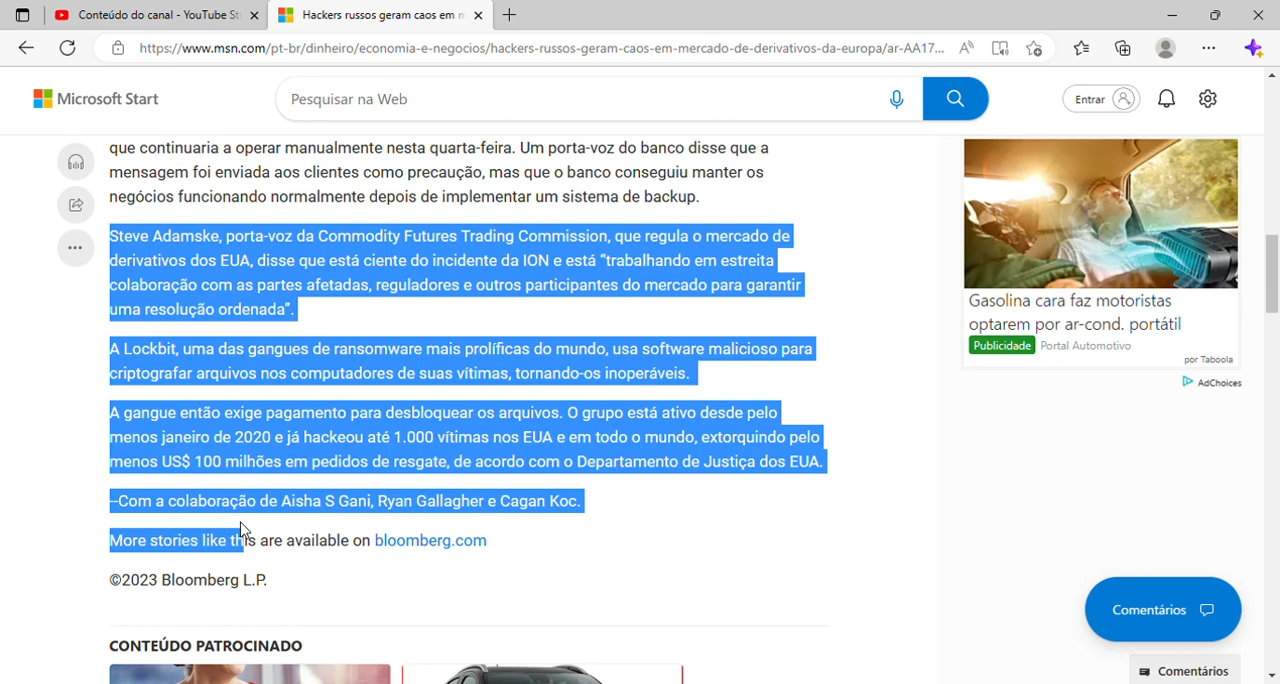 Conteúdo do canal - YouTube St
Hackers russos geram caos em m
https://www.msn.com/pt-br/dinheiro/economia-e-negocios/hackers-russos-geram-caos-em-mercado-de-derivativos-da-europa/ar-AA17...
Microsoft Start
Pesquisar na Web
Entrar
que continuaria a operar manualmente nesta quarta-feira. Um porta-voz do banco disse que a
mensagem foi enviada aos clientes como precaução, mas que o banco conseguiu manter os
negócios funcionando normalmente depois de implementar um sistema de backup.
Steve Adamske, porta-voz da Commodity Futures Trading Commission, que regula o mercado de
derivativos dos EUA, disse que está ciente do incidente da ION e está “trabalhando em estreita
colaboração com as partes afetadas, reguladores e outros participantes do mercado para garantir
uma resolução ordenada”.
A Lockbit, uma das gangues de ransomware mais prolíficas do mundo, usa software malicioso para
criptografar arquivos nos computadores de suas vítimas, tornando-os inoperáveis.
A gangue então exige pagamento para desbloquear os arquivos. O grupo está ativo desde pelo
menos janeiro de 2020 e já hackeou até 1.000 vítimas nos EUA e em todo o mundo, extorquindo pelo
menos US$ 100 milhões em pedidos de resgate, de acordo com o Departamento de Justiça dos EUA.
--Com a colaboração de Aisha S Gani, Ryan Gallagher e Cagan Koc.
More stories like this are available on bloomberg.com
©2023 Bloomberg L.P.
CONTEÚDO PATROCINADO
Gasolina cara faz motoristas
optarem por ar-cond. portátil
Publicidade Portal Automotivo
por Taboola
AdChoices
Comentários
Comentários